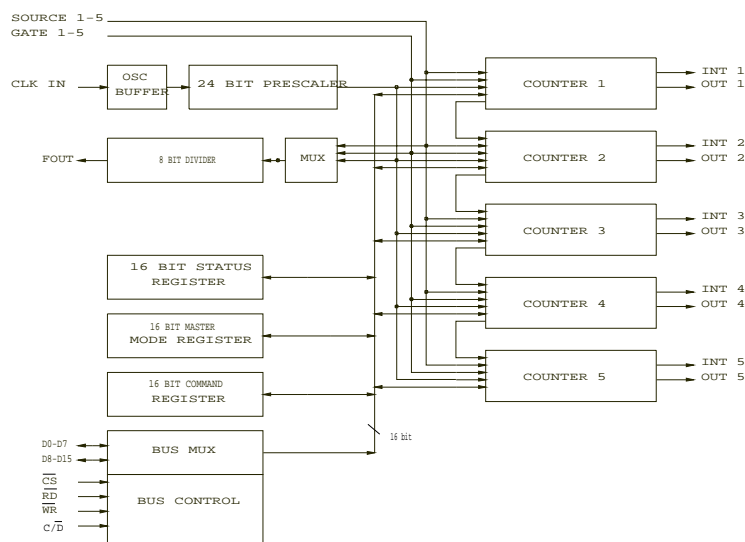 SOURCE 1-5
GATE 1-5
CLK IN
OSC
BUFFER
24 BIT PRESCALER
COUNTER 1
INT 1
OUT 1
FOUT
8 BIT DIVIDER
MUX
COUNTER 2
INT 2
OUT 2
COUNTER 3
INT 3
OUT 3
16 BIT STATUS
REGISTER
COUNTER 4
INT 4
OUT 4
16 BIT MASTER
MODE REGISTER
COUNTER 5
INT 5
OUT 5
16 BIT COMMAND
REGISTER
16 bit
D0-D7
D8-D15
BUS MUX
C̅S̅
R̅D̅
W̅R̅
C/D̅
BUS CONTROL